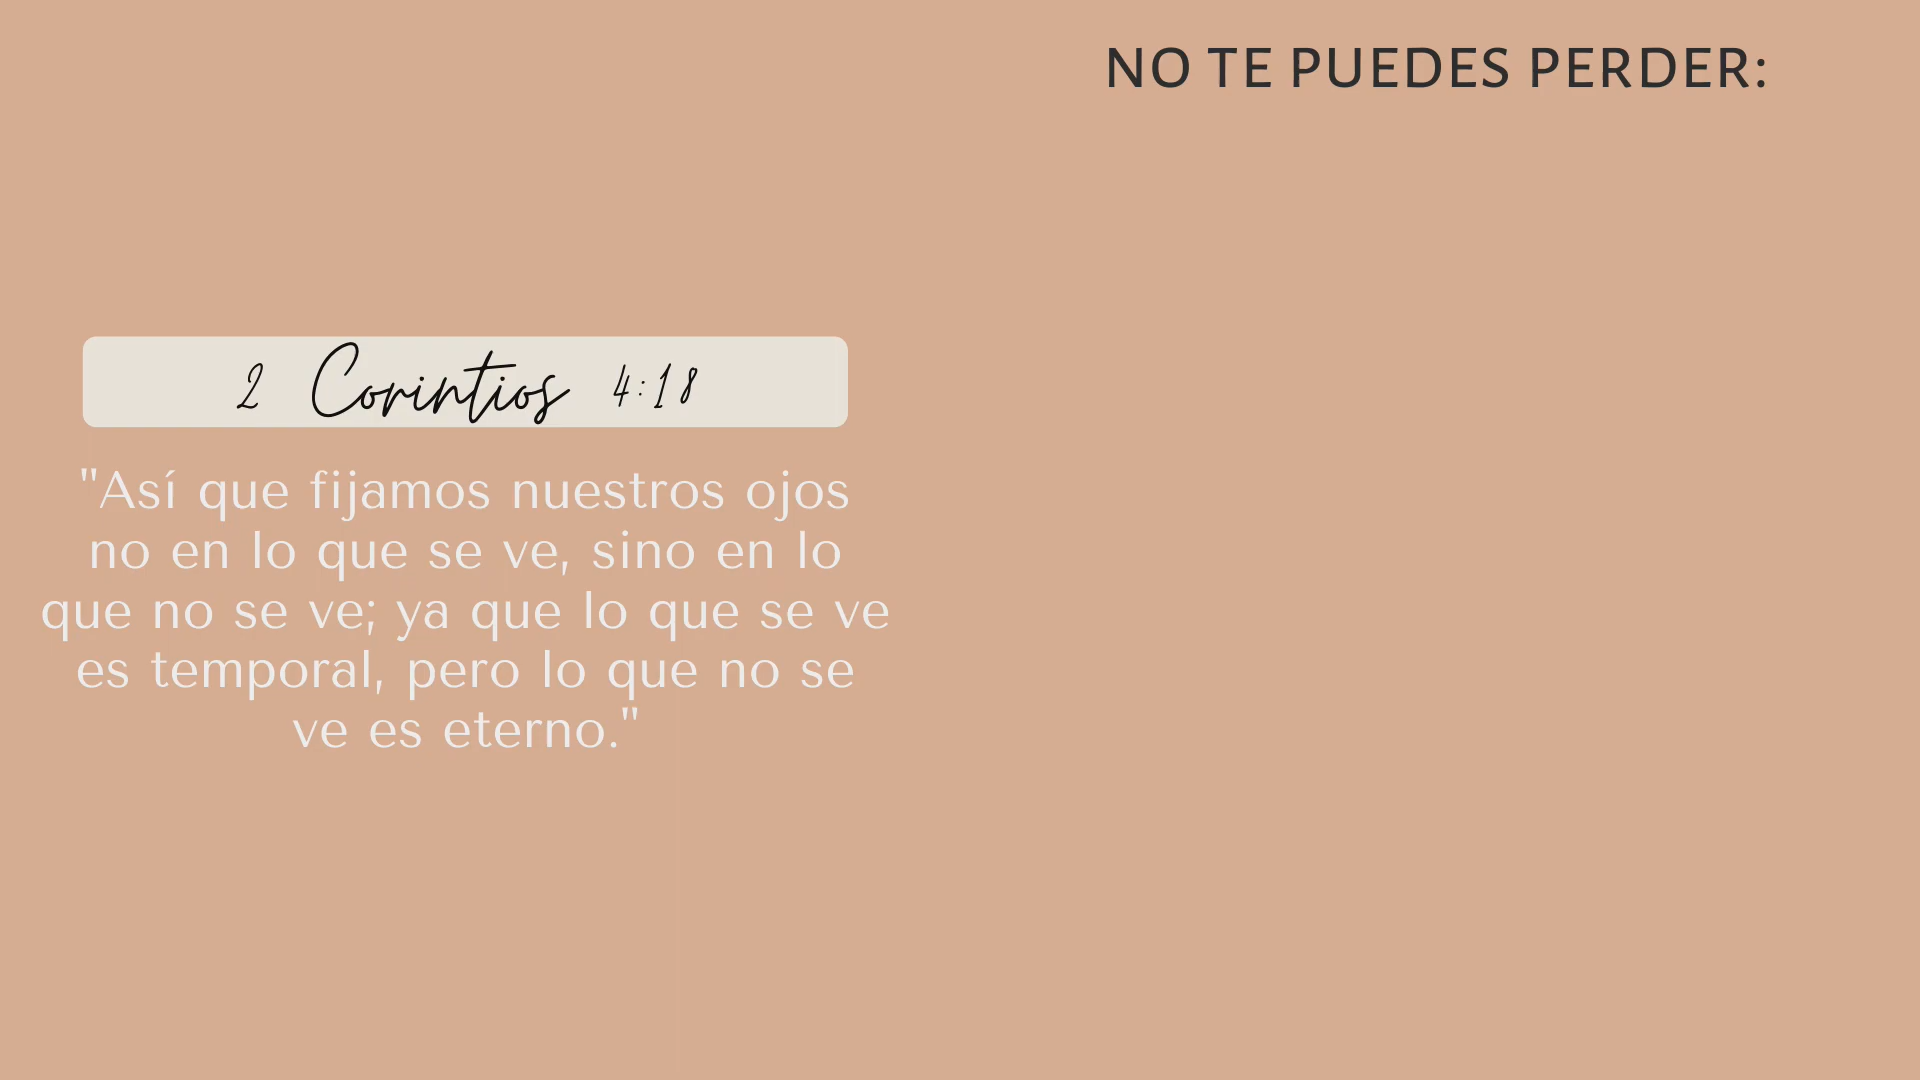 NO TE PUEDES PERDER:
2 Corintios 4:18
"Así que fijamos nuestros ojos
no en lo que se ve, sino en lo
que no se ve; ya que lo que se ve
es temporal, pero lo que no se
ve es eterno."